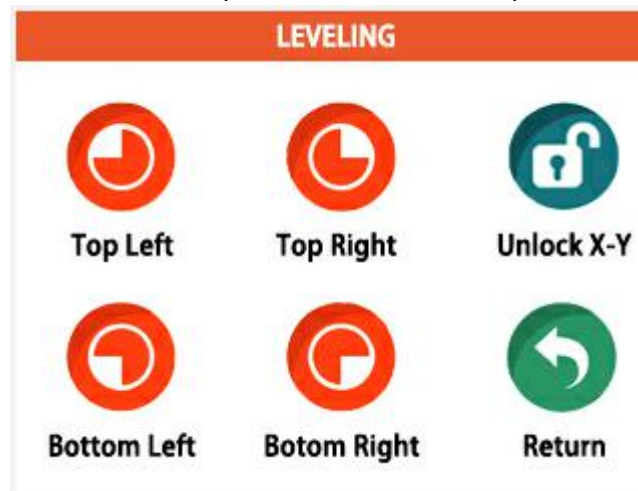 LEVELING
Top Left Top Right Unlock X-Y
Bottom Left Botom Right Return